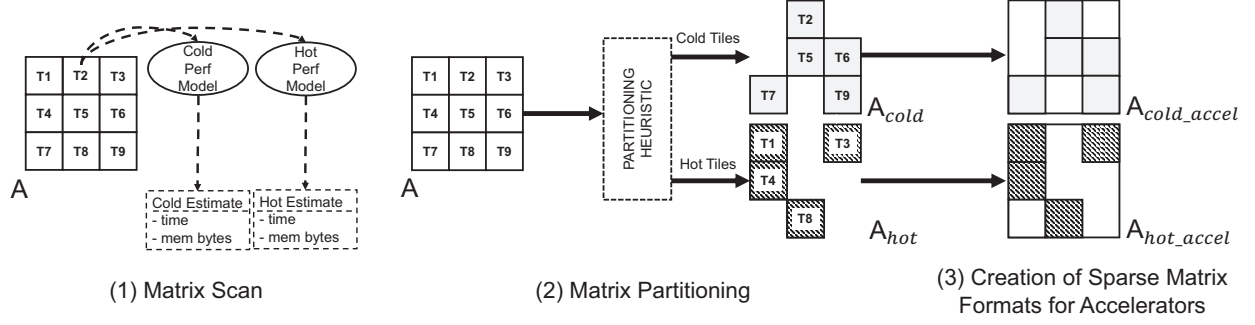 Cold
Perf
Model
Hot
Perf
Model
T1 T2 T3
T4 T5 T6
T7 T8 T9
A
Cold Estimate
- time
- mem bytes
Hot Estimate
- time
- mem bytes
(1) Matrix Scan
T1 T2 T3
T4 T5 T6
T7 T8 T9
A
PARTITIONING
HEURISTIC
Cold Tiles
Hot Tiles
T2
T5 T6
T7 T9
A_cold
T1 T3
T4
T8
A_hot
(2) Matrix Partitioning
A_cold_accel
A_hot_accel
(3) Creation of Sparse Matrix
Formats for Accelerators